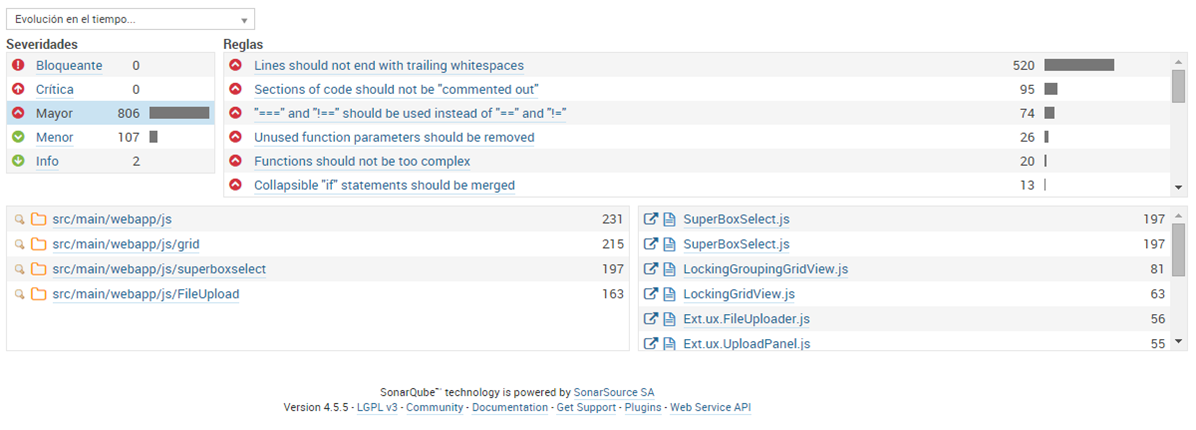 Evolución en el tiempo...
Severidades
Bloqueante 0
Crítica 0
Mayor 806
Menor 107
Info 2
Reglas
Lines should not end with trailing whitespaces 520
Sections of code should not be "commented out" 95
"===" and "!==" should be used instead of "==" and "!=" 74
Unused function parameters should be removed 26
Functions should not be too complex 20
Collapsible "if" statements should be merged 13
src/main/webapp/js 231
src/main/webapp/js/grid 215
src/main/webapp/js/superboxselect 197
src/main/webapp/js/FileUpload 163
SuperBoxSelect.js 197
SuperBoxSelect.js 197
LockingGroupingGridView.js 81
LockingGridView.js 63
Ext.ux.FileUploader.js 56
Ext.ux.UploadPanel.js 55
SonarQube™ technology is powered by SonarSource SA
Version 4.5.5 - LGPL v3 - Community - Documentation - Get Support - Plugins - Web Service API